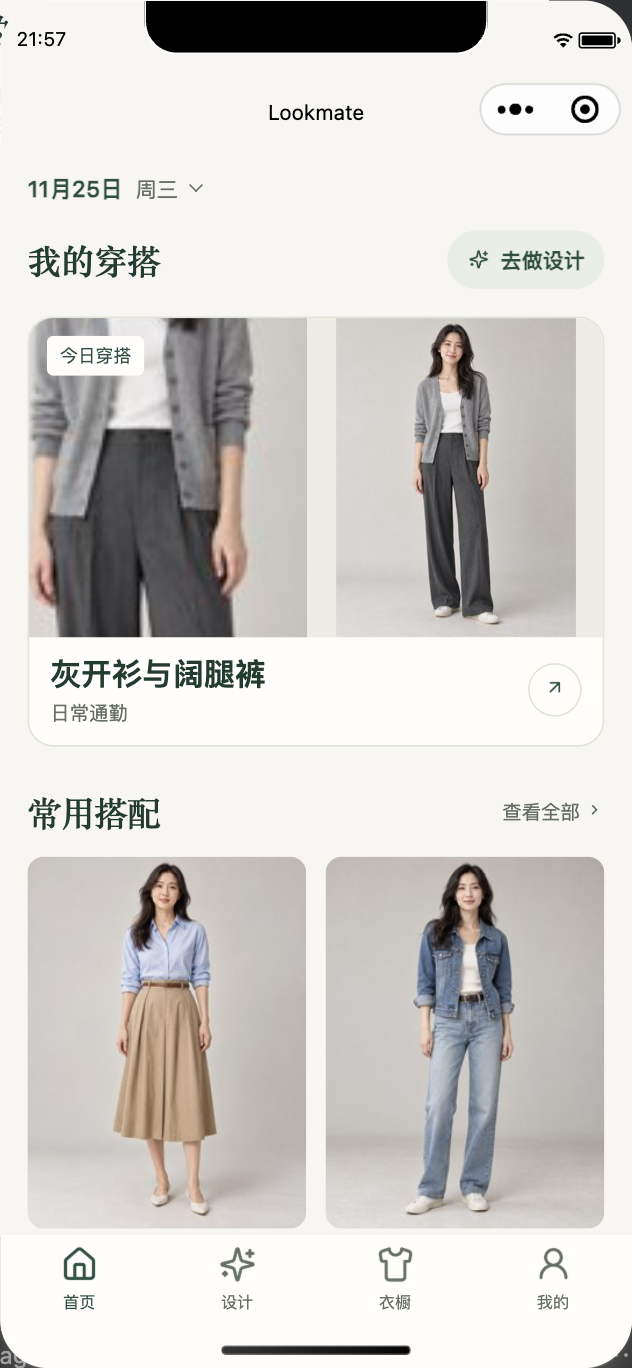 21:57
Lookmate
11月25日 周三
我的穿搭
去做设计
今日穿搭
灰开衫与阔腿裤
日常通勤
常用搭配
查看全部
首页
设计
衣橱
我的